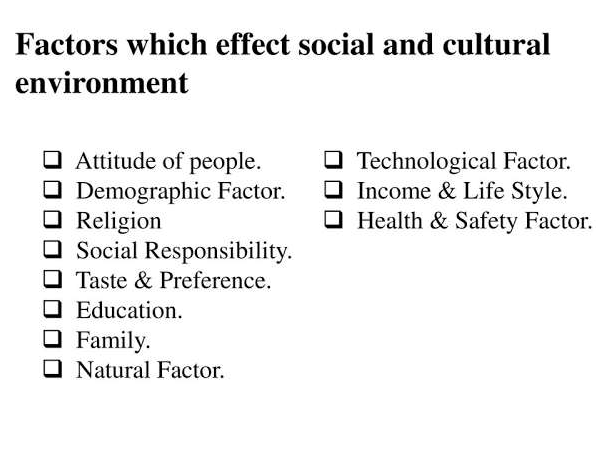 Factors which effect social and cultural
environment
❑ Attitude of people.
❑ Demographic Factor.
❑ Religion
❑ Social Responsibility.
❑ Taste & Preference.
❑ Education.
❑ Family.
❑ Natural Factor.
❑ Technological Factor.
❑ Income & Life Style.
❑ Health & Safety Factor.